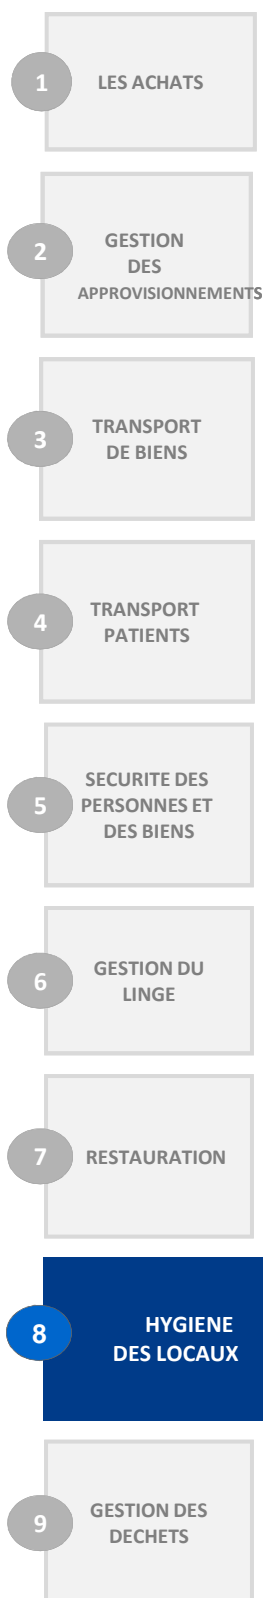 1
LES ACHATS
2
GESTION
DES
APPROVISIONNEMENTS
3
TRANSPORT
DE BIENS
4
TRANSPORT
PATIENTS
5
SECURITE DES
PERSONNES ET
DES BIENS
6
GESTION DU
LINGE
7
RESTAURATION
8
HYGIENE
DES LOCAUX
9
GESTION DES
DECHETS